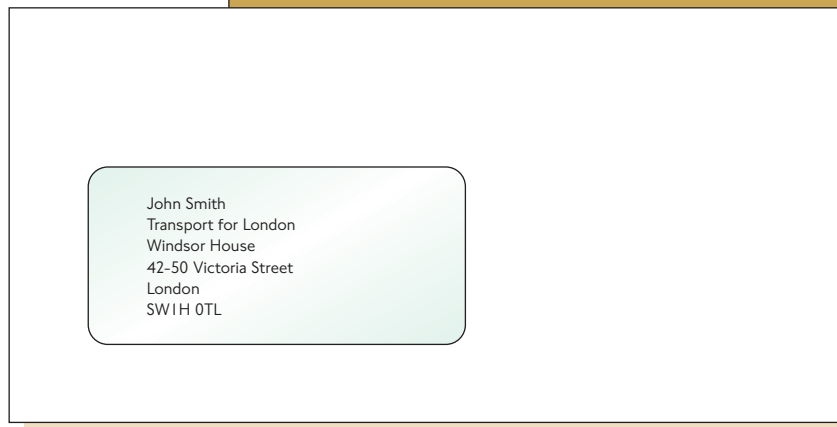 John Smith
Transport for London
Windsor House
42-50 Victoria Street
London
SW1H 0TL